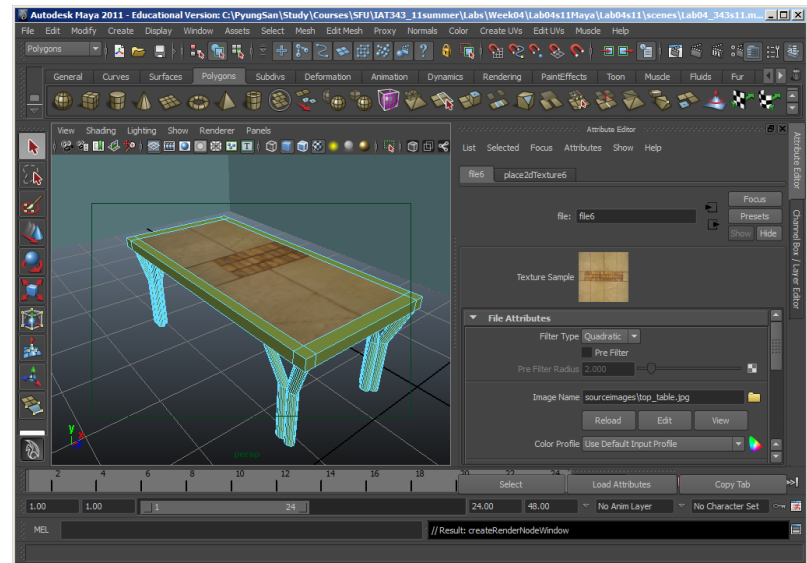 Autodesk Maya 2011 - Educational Version: C:\PyungSan\Study\Courses\SFU\IAT343_11summer\Labs\Week04\Lab04s11Maya\Lab04s11\scenes\Lab04_343s11.m...
File Edit Modify Create Display Window Assets Select Mesh Edit Mesh Proxy Normals Color Create UVs Edit UVs Muscle Help
Polygons
General Curves Surfaces Polygons Subdivs Deformation Animation Dynamics Rendering PaintEffects Toon Muscle Fluids Fur
View Shading Lighting Show Renderer Panels
Attribute Editor
List Selected Focus Attributes Show Help
file6 place2dTexture6
Focus
file: file6
Presets
Show Hide
Texture Sample
File Attributes
Filter Type Quadratic
Pre Filter
Pre Filter Radius 2.000
Image Name sourceimages\top_table.jpg
Reload Edit View
Color Profile Use Default Input Profile
Attribute Editor
Channel Box / Layer Editor
y
persp
2 4 6 8 10 12 14 16 18 20 22 24
Select Load Attributes Copy Tab
1.00 1.00 1 24 24.00 48.00 No Anim Layer No Character Set
MEL // Result: createRenderNodeWindow